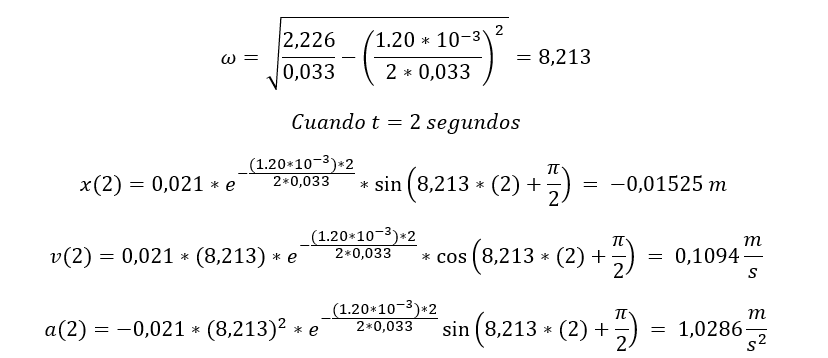 ω = √(2,226/0,033 − (1.20 * 10⁻³/2 * 0,033)²) = 8,213
Cuando t = 2 segundos
x(2) = 0,021 * e^(−(1.20*10⁻³)*2/2*0,033) * sin(8,213 * (2) + π/2) = −0,01525 m
v(2) = 0,021 * (8,213) * e^(−(1.20*10⁻³)*2/2*0,033) * cos(8,213 * (2) + π/2) = 0,1094 m/s
a(2) = −0,021 * (8,213)² * e^(−(1.20*10⁻³)*2/2*0,033) sin(8,213 * (2) + π/2) = 1,0286 m/s²